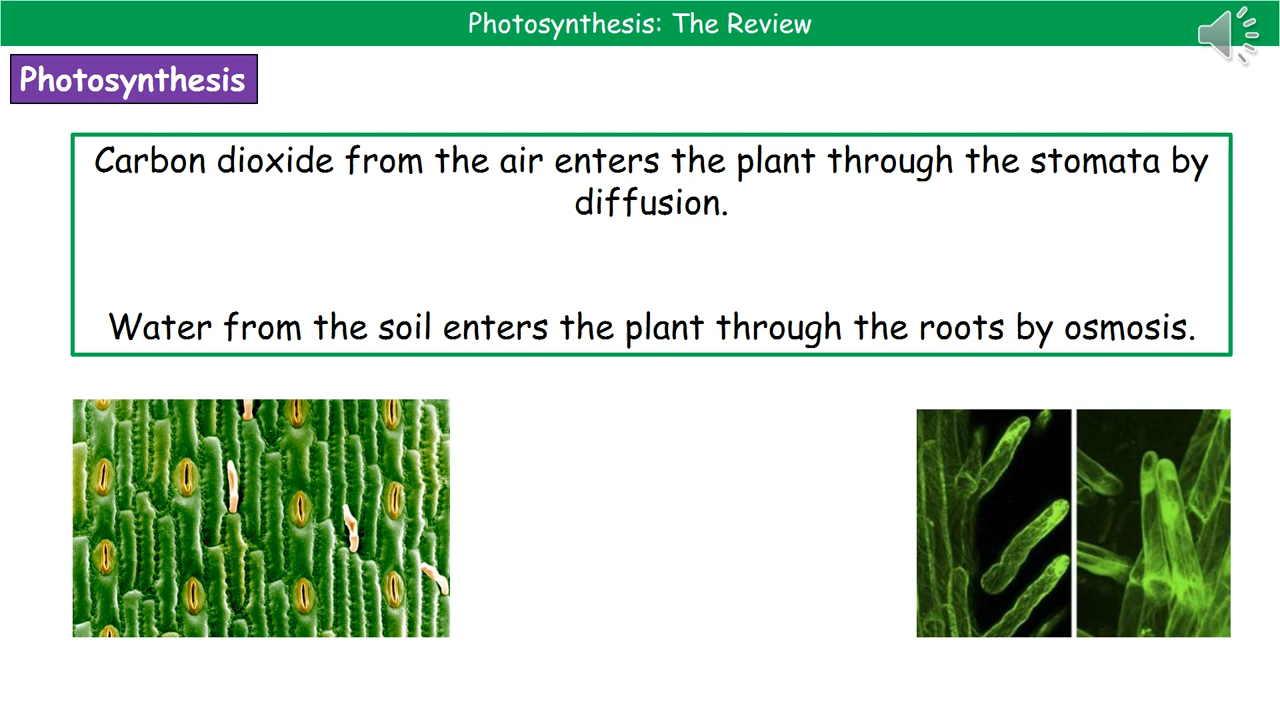 Photosynthesis: The Review
Photosynthesis
Carbon dioxide from the air enters the plant through the stomata by
diffusion.
Water from the soil enters the plant through the roots by osmosis.